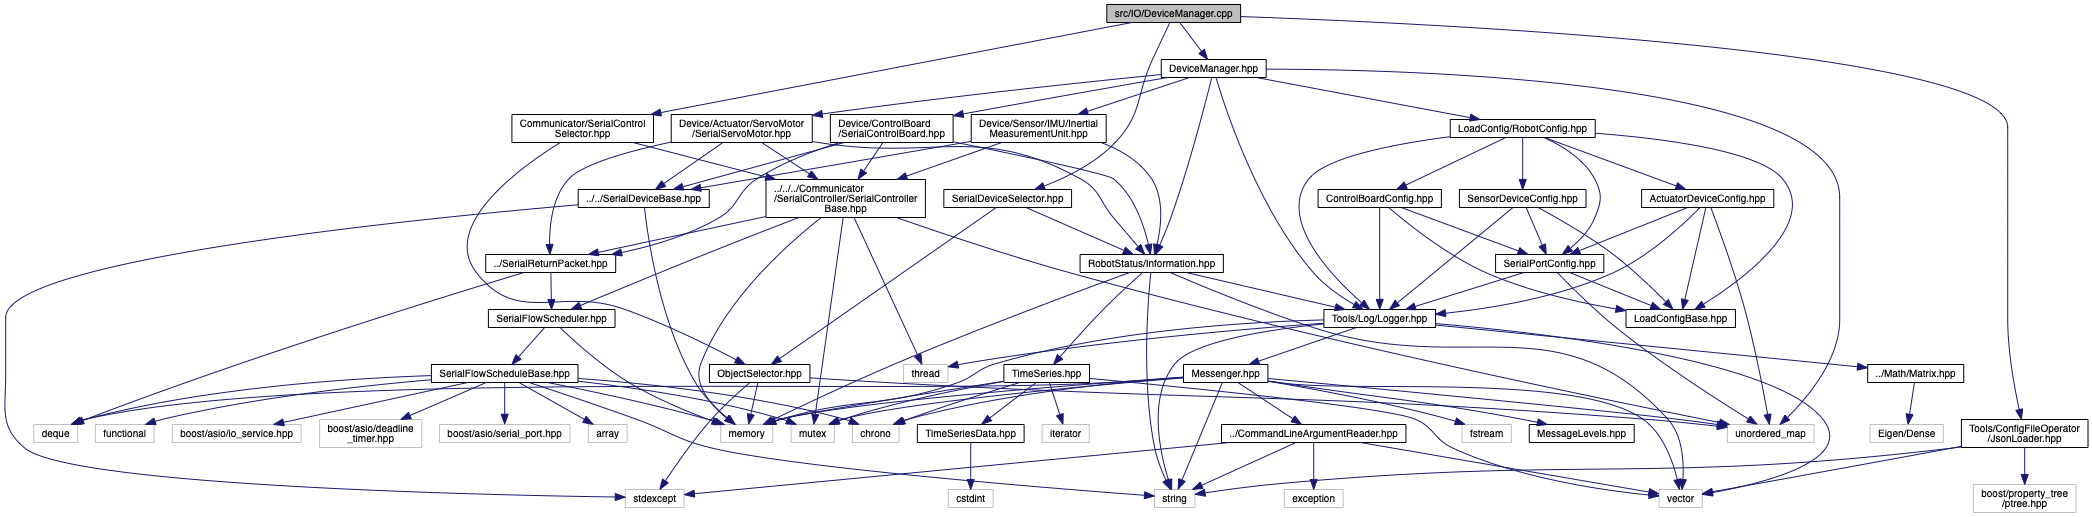 src/IO/DeviceManager.cpp
DeviceManager.hpp
Communicator/SerialControl
Selector.hpp
Device/Actuator/ServoMotor
/SerialServoMotor.hpp
Device/ControlBoard
/SerialControlBoard.hpp
Device/Sensor/IMU/Inertial
MeasurementUnit.hpp
LoadConfig/RobotConfig.hpp
../../SerialDeviceBase.hpp
../../../Communicator
/SerialController/SerialController
Base.hpp
SerialDeviceSelector.hpp
ControlBoardConfig.hpp
SensorDeviceConfig.hpp
ActuatorDeviceConfig.hpp
../SerialReturnPacket.hpp
RobotStatus/Information.hpp
SerialPortConfig.hpp
SerialFlowScheduler.hpp
Tools/Log/Logger.hpp
LoadConfigBase.hpp
SerialFlowScheduleBase.hpp
ObjectSelector.hpp
thread
TimeSeries.hpp
Messenger.hpp
../Math/Matrix.hpp
deque
functional
boost/asio/io_service.hpp
boost/asio/deadline
_timer.hpp
boost/asio/serial_port.hpp
array
memory
mutex
chrono
TimeSeriesData.hpp
iterator
../CommandLineArgumentReader.hpp
fstream
MessageLevels.hpp
unordered_map
Eigen/Dense
Tools/ConfigFileOperator
/JsonLoader.hpp
stdexcept
cstdint
string
exception
vector
boost/property_tree
/ptree.hpp